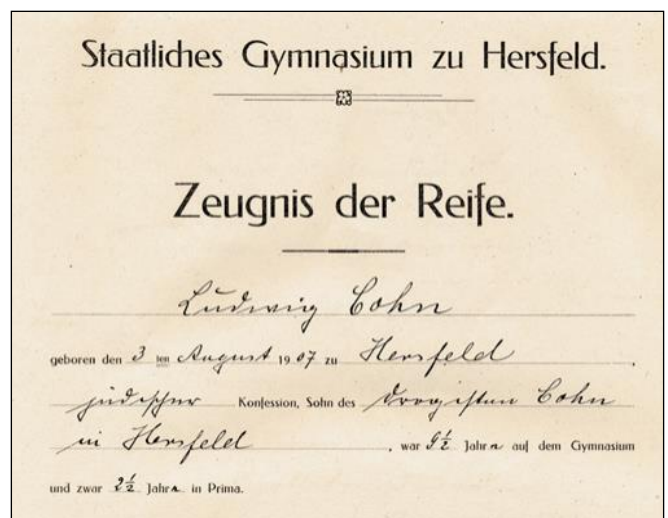 Staatliches Gymnasium zu Hersfeld.
Zeugnis der Reife.
Ludwig Cohn
geboren den 3 ten August 1907 zu Hersfeld,
jüdischer Konfession, Sohn des Drogisten Cohn
in Hersfeld, war 9½ Jahre auf dem Gymnasium
und zwar 2½ Jahre in Prima.